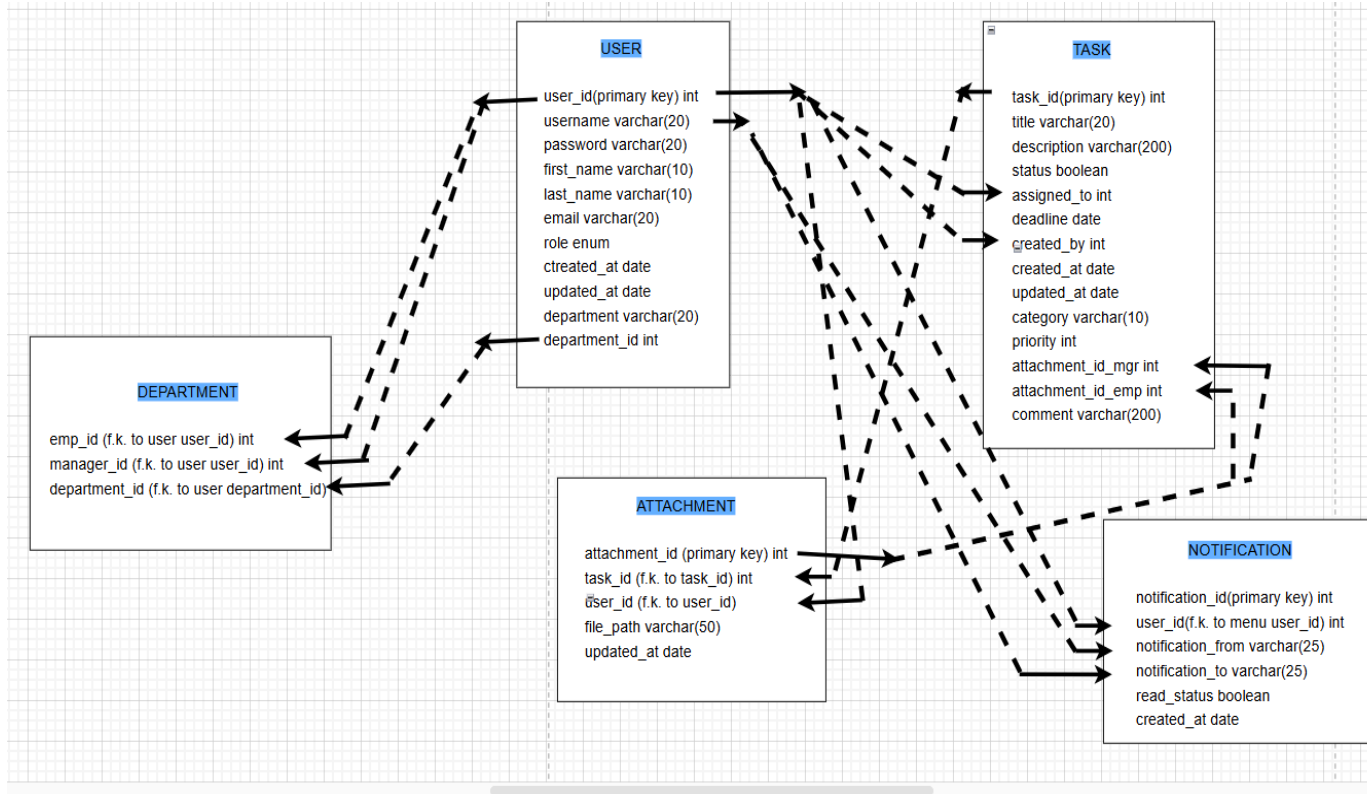 USER
user_id(primary key) int
username varchar(20)
password varchar(20)
first_name varchar(10)
last_name varchar(10)
email varchar(20)
role enum
ctreated_at date
updated_at date
department varchar(20)
department_id int
TASK
task_id(primary key) int
title varchar(20)
description varchar(200)
status boolean
assigned_to int
deadline date
created_by int
created_at date
updated_at date
category varchar(10)
priority int
attachment_id_mgr int
attachment_id_emp int
comment varchar(200)
DEPARTMENT
emp_id (f.k. to user user_id) int
manager_id (f.k. to user user_id) int
department_id (f.k. to user department_id)
ATTACHMENT
attachment_id (primary key) int
task_id (f.k. to task_id) int
user_id (f.k. to user_id)
file_path varchar(50)
updated_at date
NOTIFICATION
notification_id(primary key) int
user_id(f.k. to menu user_id) int
notification_from varchar(25)
notification_to varchar(25)
read_status boolean
created_at date